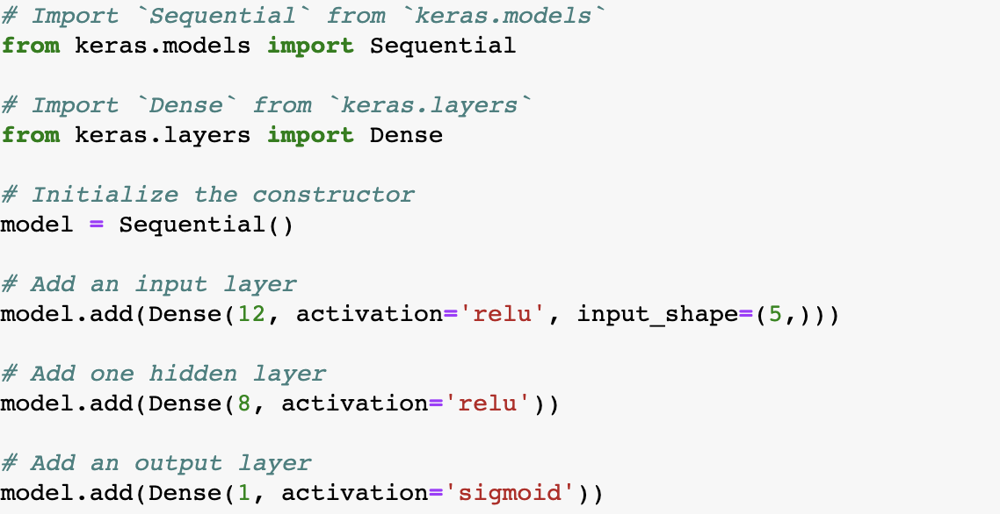 # Import `Sequential` from `keras.models`
from keras.models import Sequential
# Import `Dense` from `keras.layers`
from keras.layers import Dense
# Initialize the constructor
model = Sequential()
# Add an input layer
model.add(Dense(12, activation='relu', input_shape=(5,)))
# Add one hidden layer
model.add(Dense(8, activation='relu'))
# Add an output layer
model.add(Dense(1, activation='sigmoid'))